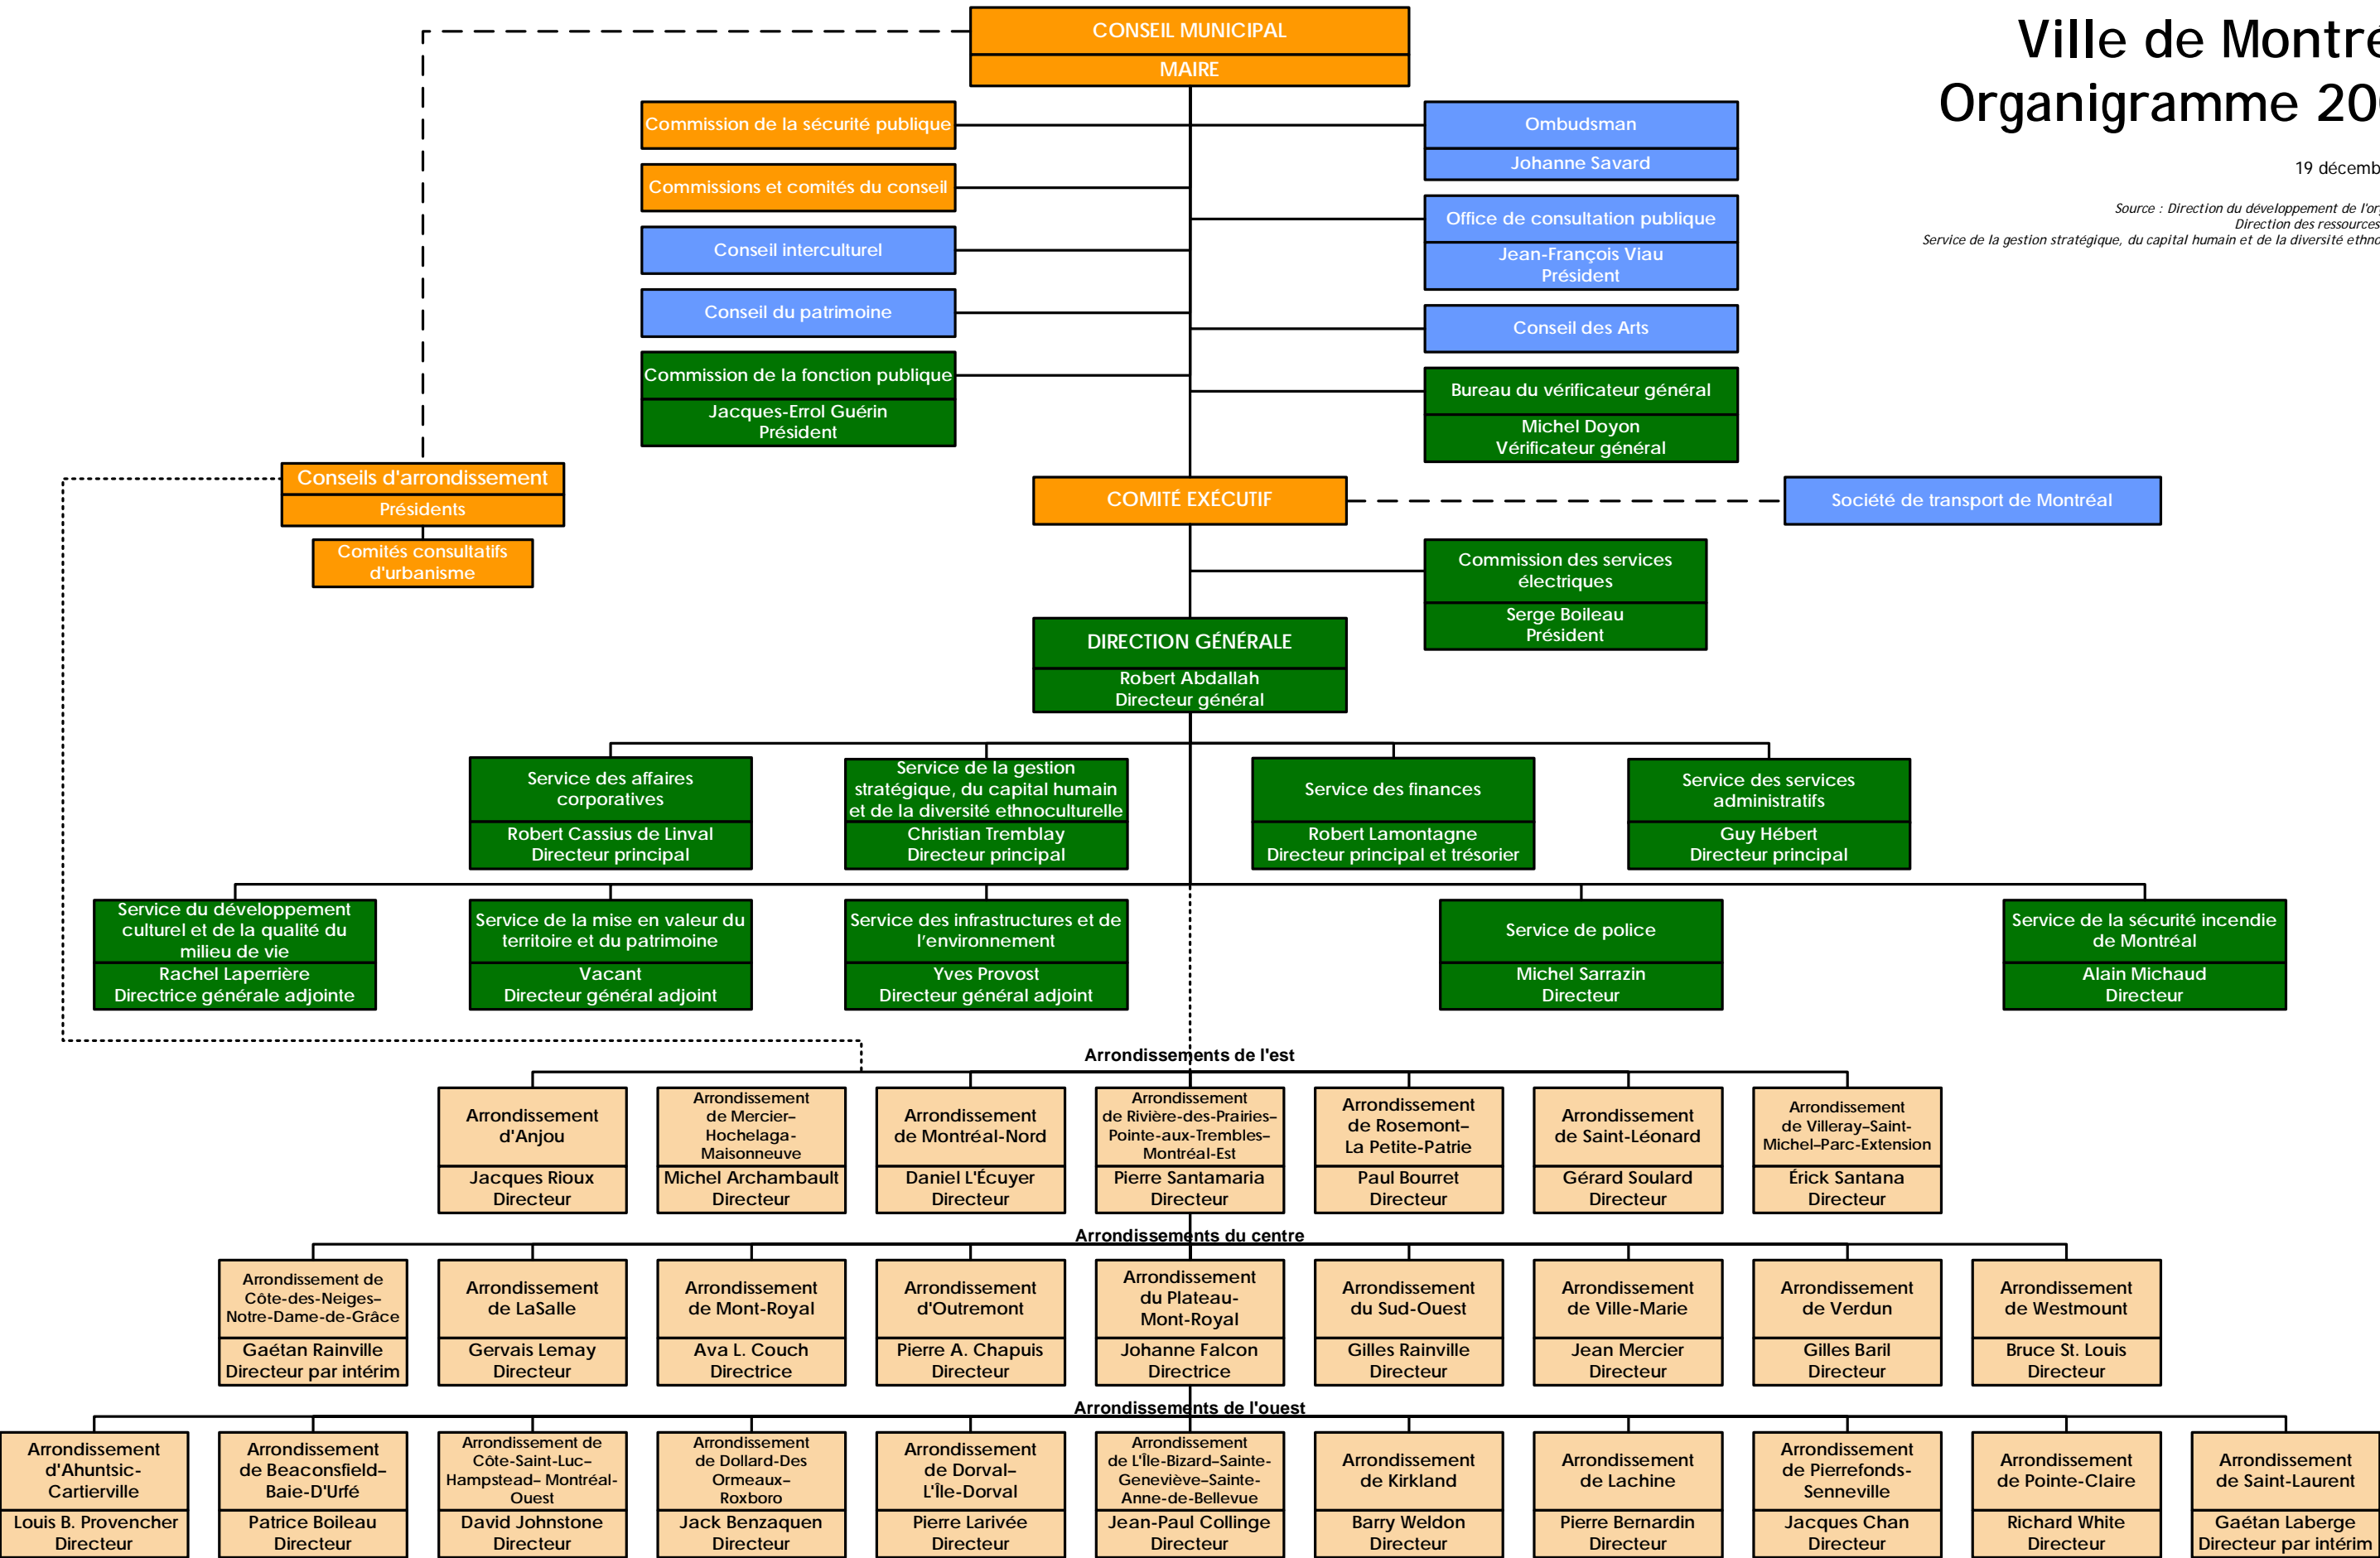 Ville de Montré
Organigramme 200
19 décemb
Source : Direction du développement de l'or
Direction des ressources
Service de la gestion stratégique, du capital humain et de la diversité ethno
CONSEIL MUNICIPAL
MAIRE
Commission de la sécurité publique
Commissions et comités du conseil
Conseil interculturel
Conseil du patrimoine
Commission de la fonction publique
Jacques-Errol Guérin
Président
Ombudsman
Johanne Savard
Office de consultation publique
Jean-François Viau
Président
Conseil des Arts
Bureau du vérificateur général
Michel Doyon
Vérificateur général
Conseils d'arrondissement
Présidents
Comités consultatifs
d'urbanisme
COMITÉ EXÉCUTIF
Société de transport de Montréal
Commission des services
électriques
Serge Boileau
Président
DIRECTION GÉNÉRALE
Robert Abdallah
Directeur général
Service des affaires
corporatives
Robert Cassius de Linval
Directeur principal
Service de la gestion
stratégique, du capital humain
et de la diversité ethnoculturelle
Christian Tremblay
Directeur principal
Service des finances
Robert Lamontagne
Directeur principal et trésorier
Service des services
administratifs
Guy Hébert
Directeur principal
Service du développement
culturel et de la qualité du
milieu de vie
Rachel Laperrière
Directrice générale adjointe
Service de la mise en valeur du
territoire et du patrimoine
Vacant
Directeur général adjoint
Service des infrastructures et de
l'environnement
Yves Provost
Directeur général adjoint
Service de police
Michel Sarrazin
Directeur
Service de la sécurité incendie
de Montréal
Alain Michaud
Directeur
Arrondissements de l'est
Arrondissement
d'Anjou
Jacques Rioux
Directeur
Arrondissement
de Mercier–
Hochelaga-
Maisonneuve
Michel Archambault
Directeur
Arrondissement
de Montréal-Nord
Daniel L'Écuyer
Directeur
Arrondissement
de Rivière-des-Prairies–
Pointe-aux-Trembles–
Montréal-Est
Pierre Santamaria
Directeur
Arrondissement
de Rosemont–
La Petite-Patrie
Paul Bourret
Directeur
Arrondissement
de Saint-Léonard
Gérard Soulard
Directeur
Arrondissement
de Villeray–Saint-
Michel–Parc-Extension
Érick Santana
Directeur
Arrondissements du centre
Arrondissement de
Côte-des-Neiges–
Notre-Dame-de-Grâce
Gaétan Rainville
Directeur par intérim
Arrondissement
de LaSalle
Gervais Lemay
Directeur
Arrondissement
de Mont-Royal
Ava L. Couch
Directrice
Arrondissement
d'Outremont
Pierre A. Chapuis
Directeur
Arrondissement
du Plateau-
Mont-Royal
Johanne Falcon
Directrice
Arrondissement
du Sud-Ouest
Gilles Rainville
Directeur
Arrondissement
de Ville-Marie
Jean Mercier
Directeur
Arrondissement
de Verdun
Gilles Baril
Directeur
Arrondissement
de Westmount
Bruce St. Louis
Directeur
Arrondissements de l'ouest
Arrondissement
d'Ahuntsic-
Cartierville
Louis B. Provencher
Directeur
Arrondissement
de Beaconsfield–
Baie-D'Urfé
Patrice Boileau
Directeur
Arrondissement de
Côte-Saint-Luc–
Hampstead– Montréal-
Ouest
David Johnstone
Directeur
Arrondissement
de Dollard-Des
Ormeaux–
Roxboro
Jack Benzaquen
Directeur
Arrondissement
de Dorval–
L'Île-Dorval
Pierre Larivée
Directeur
Arrondissement
de L'Île-Bizard–Sainte-
Geneviève–Sainte-
Anne-de-Bellevue
Jean-Paul Collinge
Directeur
Arrondissement
de Kirkland
Barry Weldon
Directeur
Arrondissement
de Lachine
Pierre Bernardin
Directeur
Arrondissement
de Pierrefonds-
Senneville
Jacques Chan
Directeur
Arrondissement
de Pointe-Claire
Richard White
Directeur
Arrondissement
de Saint-Laurent
Gaétan Laberge
Directeur par intérim